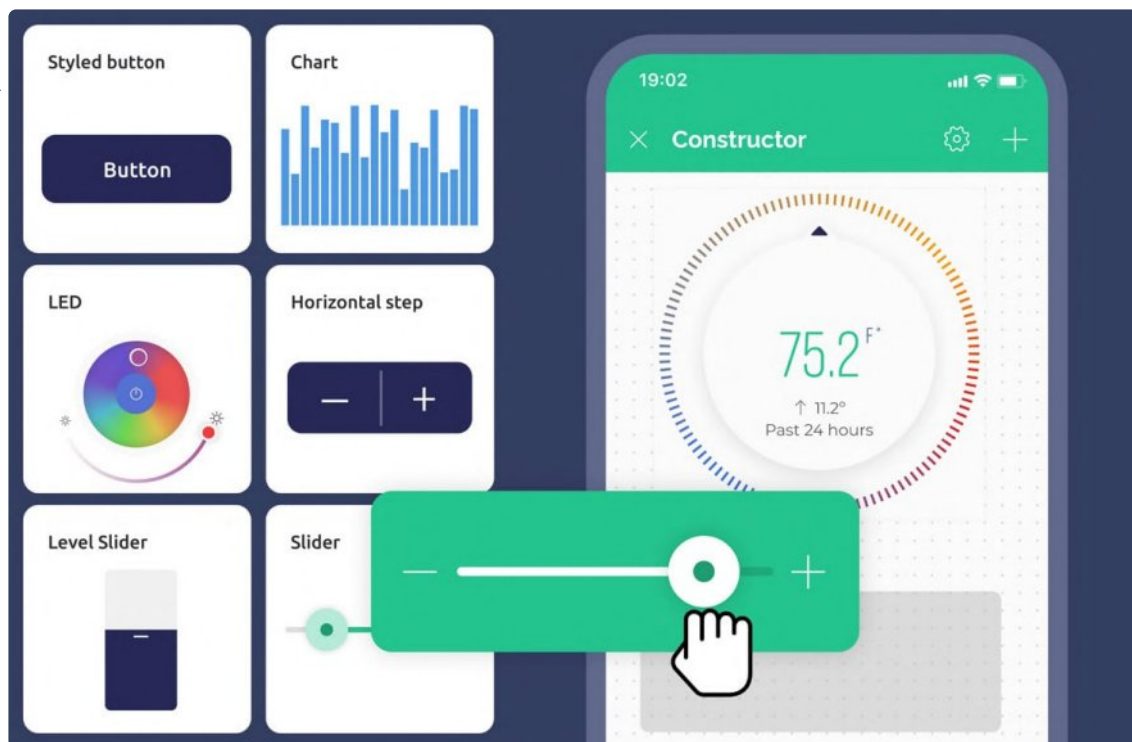 Styled button
Button
Chart
LED
Horizontal step
Level Slider
Slider
19:02
Constructor
75.2 F°
↑ 11.2°
Past 24 hours